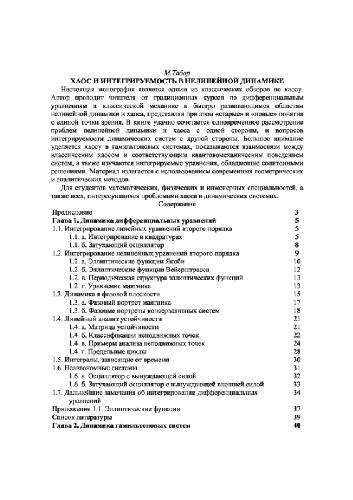 М.Табор
ХАОС И ИНТЕГРИРУЕМОСТЬ В НЕЛИНЕЙНОЙ ДИНАМИКЕ
Настоящая монография является одним из классических обзоров по хаосу.
Автор проводит читателя от традиционных курсов по дифференциальным
уравнениям и классической механике в быстро развивающиеся области
нелинейной динамики и хаоса, представляя при этом «старые» и «новые» понятия
с единой точки зрения. В книге удачно сочетается одновременное рассмотрение
проблем нелинейной динамики и хаоса с одной стороны, и вопросов
интегрируемости динамических систем с другой стороны. Большое внимание
уделяется хаосу в гамильтоновых системах, показываются взаимосвязи между
классическим хаосом и соответствующим квантовомеханическим поведением
систем, а также изучаются интегрируемые уравнения, обладающие солитонными
решениями. Материал излагается с использованием современных геометрических
и аналитических методов.
Для студентов математических, физических и инженерных специальностей, а
также всех, интересующихся проблемами хаоса и динамических систем.
Содержание
Предисловие 3
Глава 1. Динамика дифференциальных уравнений 5
1.1. Интегрирование линейных уравнений второго порядка 5
1.1. а. Интегрирование в квадратурах 5
1.1. б. Затухающий осциллятор 8
1.2. Интегрирование нелинейных уравнений второго порядка 9
1.2. а. Эллиптические функции Якоби 10
1.2. б. Эллиптические функции Вейерштрасса 12
1.2. в. Периодическая структура эллиптических функций 13
1.2. г. Уравнение маятника 13
1.3. Динамика в фазовой плоскости 15
1.3. а. Фазовый портрет маятника 17
1.3. б. Фазовые портреты консервативных систем 18
1.4. Линейный анализ устойчивости 21
1.4. а. Матрица устойчивости 21
1.4. б. Классификация неподвижных точек 22
1.4. в. Примеры анализа неподвижных точек 24
1.4. г. Предельные циклы 28
1.5. Интегралы, зависящие от времени 30
1.6. Неавтономные системы 31
1.6. а. Осциллятор с вынуждающей силой 32
1.6. б. Затухающий осциллятор с вынуждающей внешней силой 33
1.7. Дальнейшие замечания об интегрировании дифференциальных 34
уравнений
Приложение 1.1. Эллиптические функции 37
Список литературы 39
Глава 2. Динамика гамильтоновых систем 40